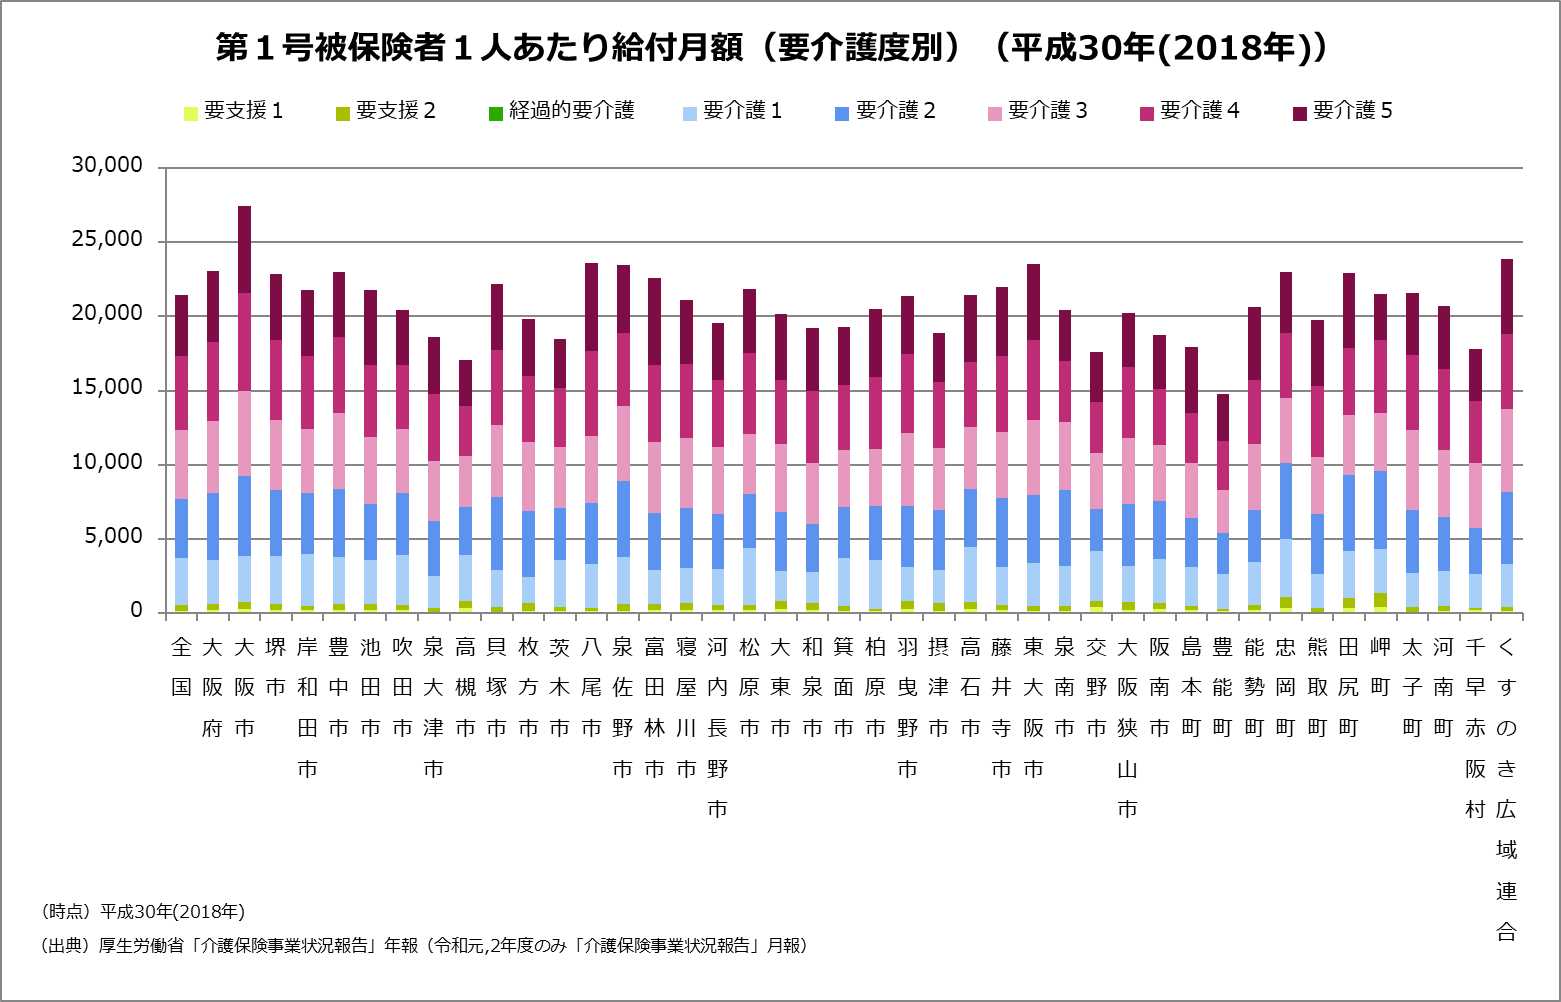 第１号被保険者１人あたり給付月額（要介護度別）（平成30年(2018年)）
要支援１ 要支援２ 経過的要介護 要介護１ 要介護２ 要介護３ 要介護４ 要介護５
30,000
25,000
20,000
15,000
10,000
5,000
0
全国
大阪府
大阪市
堺市
岸和田市
豊中市
池田市
吹田市
泉大津市
高槻市
貝塚市
枚方市
茨木市
八尾市
泉佐野市
富田林市
寝屋川市
河内長野市
松原市
大東市
和泉市
箕面市
柏原市
羽曳野市
摂津市
高石市
藤井寺市
東大阪市
泉南市
交野市
大阪狭山市
阪南市
島本町
豊能町
能勢町
忠岡町
熊取町
田尻町
岬町
太子町
河南町
千早赤阪村
くすのき広域連合
（時点）平成30年(2018年)
（出典）厚生労働省「介護保険事業状況報告」年報（令和元,2年度のみ「介護保険事業状況報告」月報）